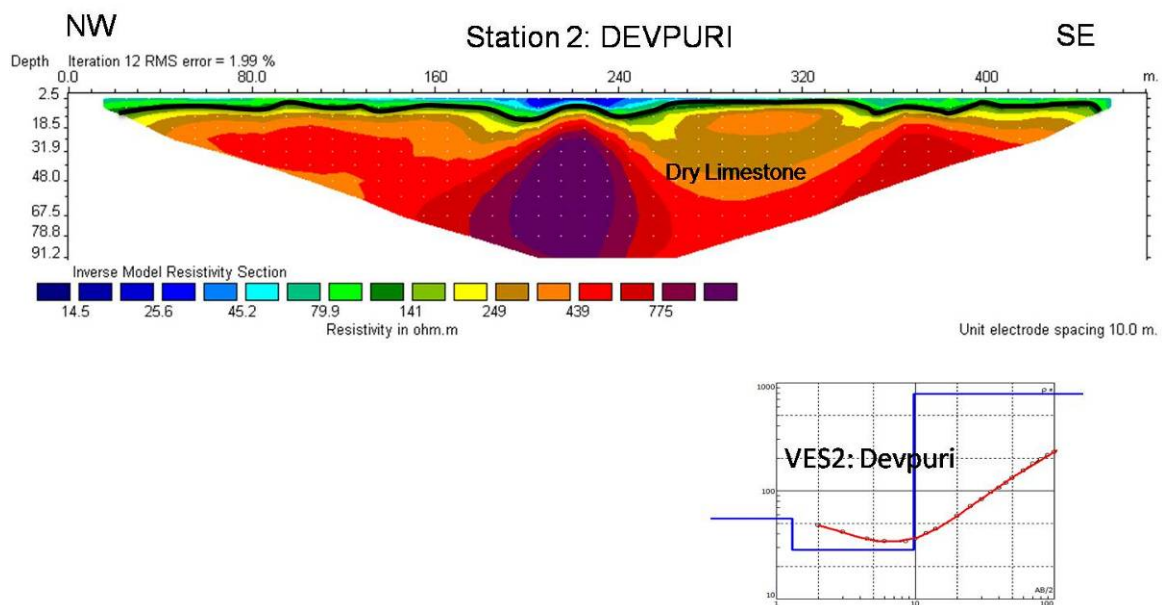 NW
Station 2: DEVPURI
SE
Depth Iteration 12 RMS error = 1.99 %
0.0 80.0 160 240 320 400 m.
2.5
18.5
31.9
48.0
67.5
78.8
91.2
Dry Limestone
Inverse Model Resistivity Section
14.5 25.6 45.2 79.9 141 249 439 775
Resistivity in ohm.m
Unit electrode spacing 10.0 m.
1000
VES2: Devpuri
100
10
AB/2
1 10 100